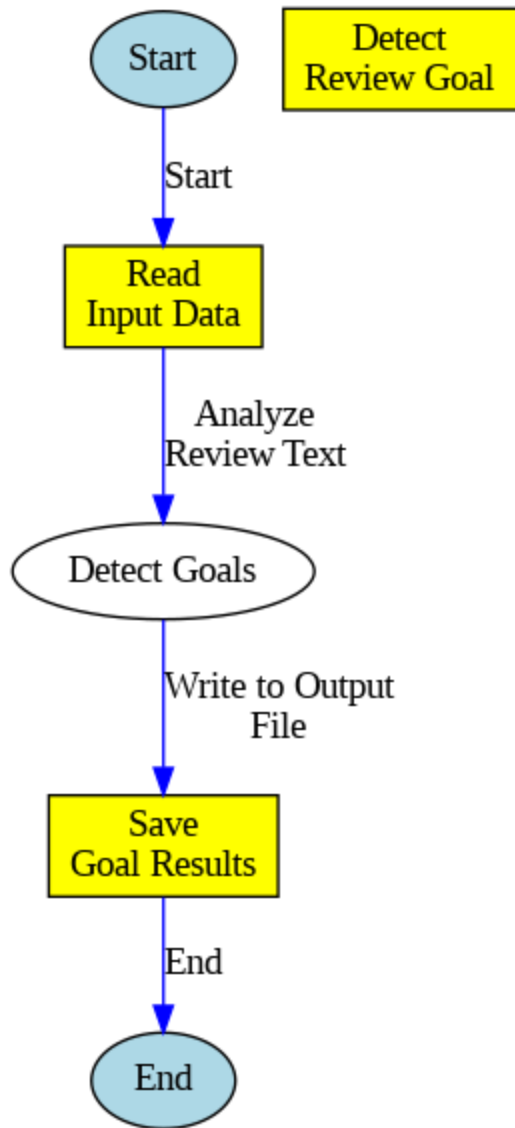 Start
Detect
Review Goal
Start
Read
Input Data
Analyze
Review Text
Detect Goals
Write to Output
File
Save
Goal Results
End
End